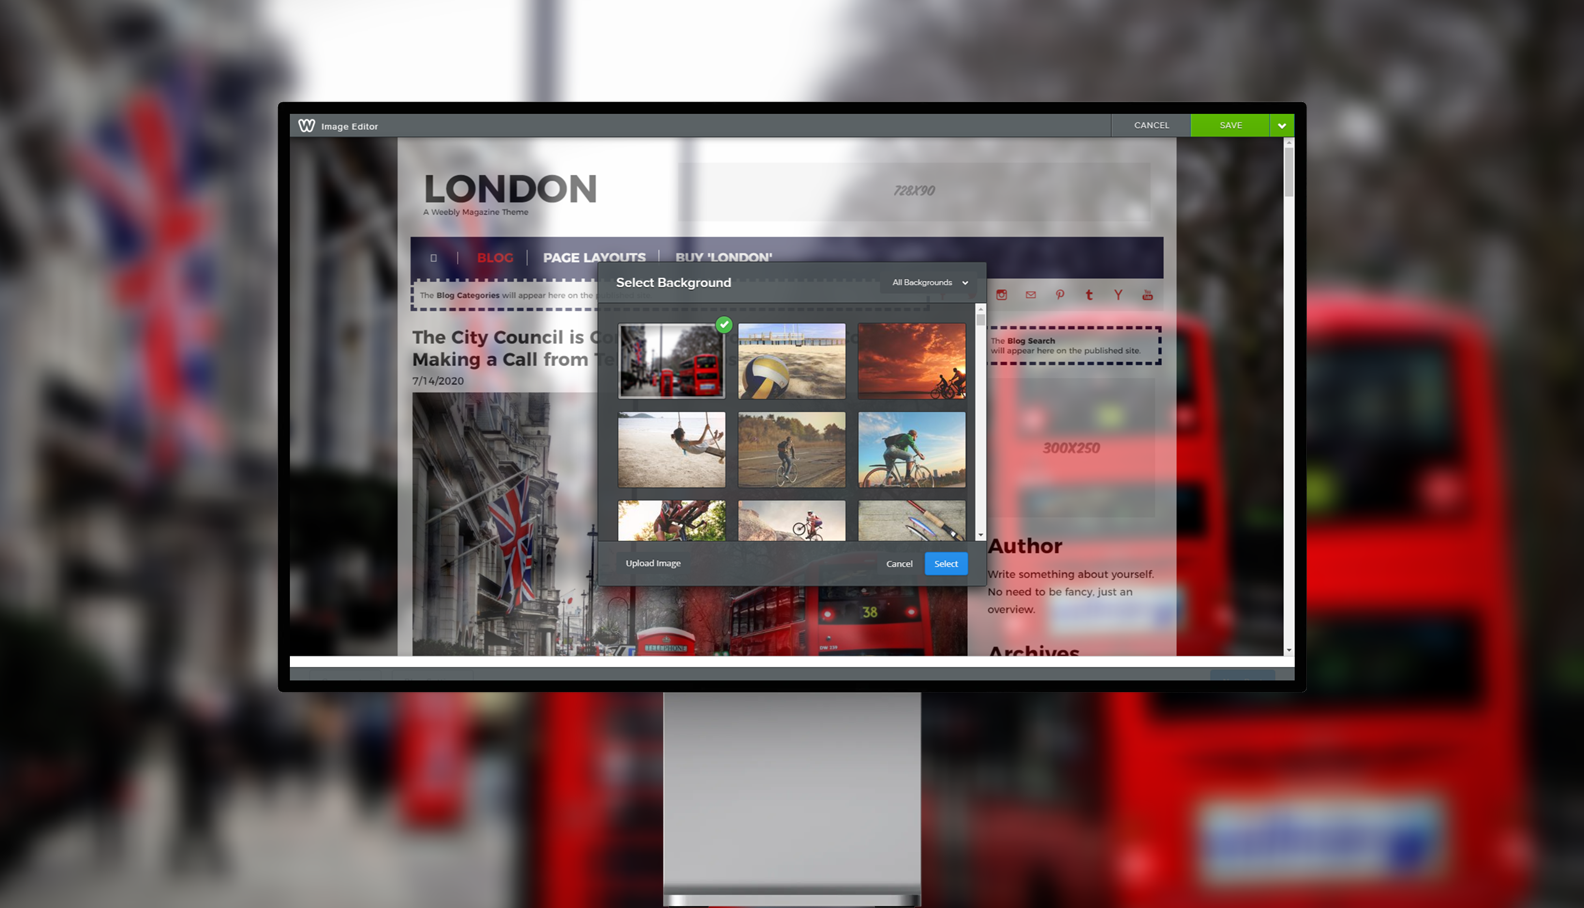 Image Editor
CANCEL
SAVE
LONDON
A Weebly Magazine Theme
728X90
BLOG
PAGE LAYOUTS
BUY 'LONDON'
The Blog Categories will appear here on the
Select Background
All Backgrounds
The Blog Search
will appear here on the published site.
The City Council is
Making a Call from
7/14/2020
300X250
38
TELEPHONE
Upload Image
Cancel
Select
Author
Write something about yourself.
No need to be fancy, just an
overview.
Archives